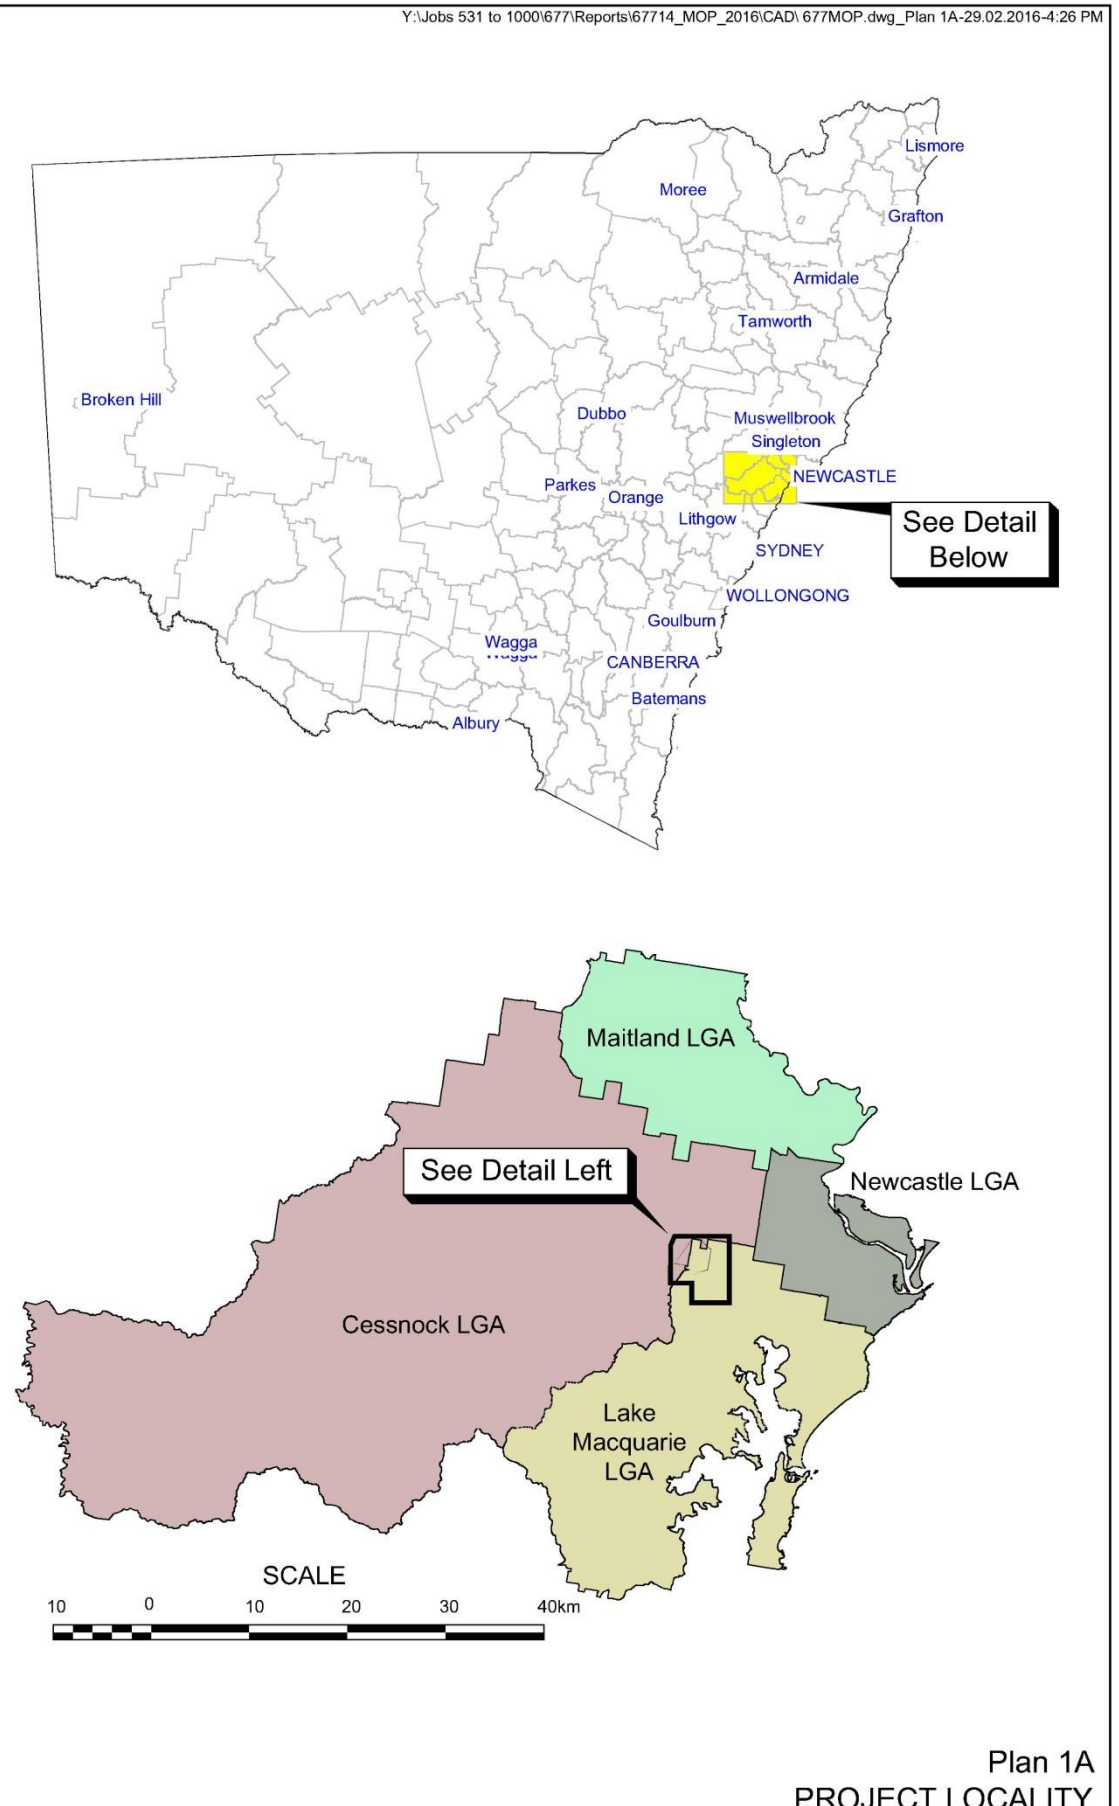 Y:\Jobs 531 to 1000\677\Reports\67714_MOP_2016\CAD\ 677MOP.dwg_Plan 1A-29.02.2016-4:26 PM
Lismore
Moree
Grafton
Armidale
Tamworth
Broken Hill
Dubbo
Muswellbrook
Singleton
NEWCASTLE
Parkes
Orange
Lithgow
See Detail
Below
SYDNEY
WOLLONGONG
Goulburn
Wagga
Wagga
CANBERRA
Batemans
Albury
Maitland LGA
See Detail Left
Newcastle LGA
Cessnock LGA
Lake
Macquarie
LGA
SCALE
10 0 10 20 30 40km
Plan 1A
PROJECT LOCALITY